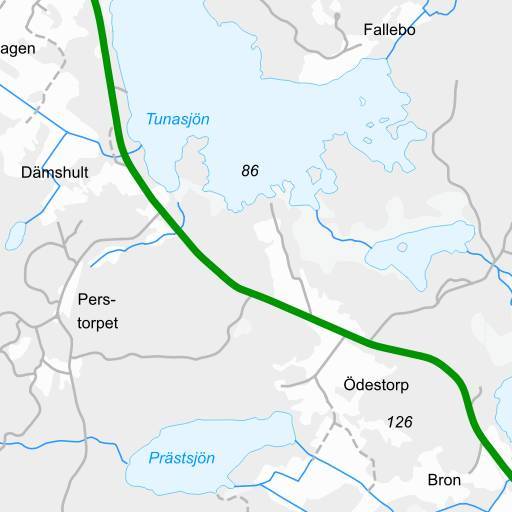 Fallebo
agen
Tunasjön
86
Dämshult
Pers-
torpet
Ödestorp
126
Prästsjön
Bron